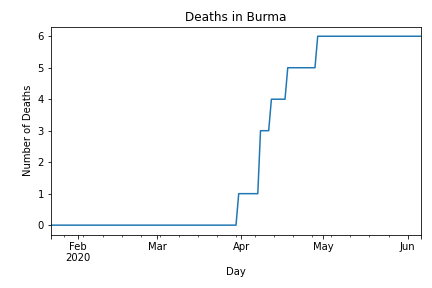 Deaths in Burma
Number of Deaths
6
5
4
3
2
1
0
Feb
2020
Mar
Apr
May
Jun
Day